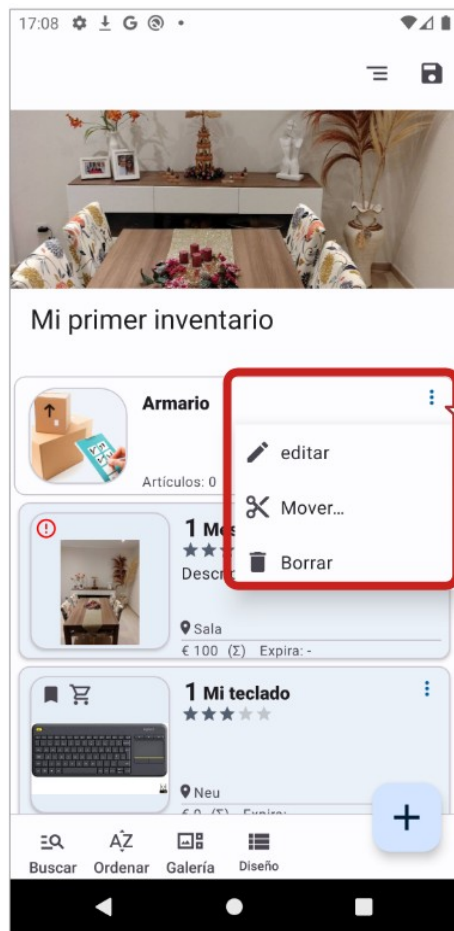 17:08
Mi primer inventario
Armario
editar
Mover...
Artículos: 0
1
Borrar
Sala
€ 100 (Σ) Expira: -
1 Mi teclado
Neu
Buscar Ordenar Galería Diseño